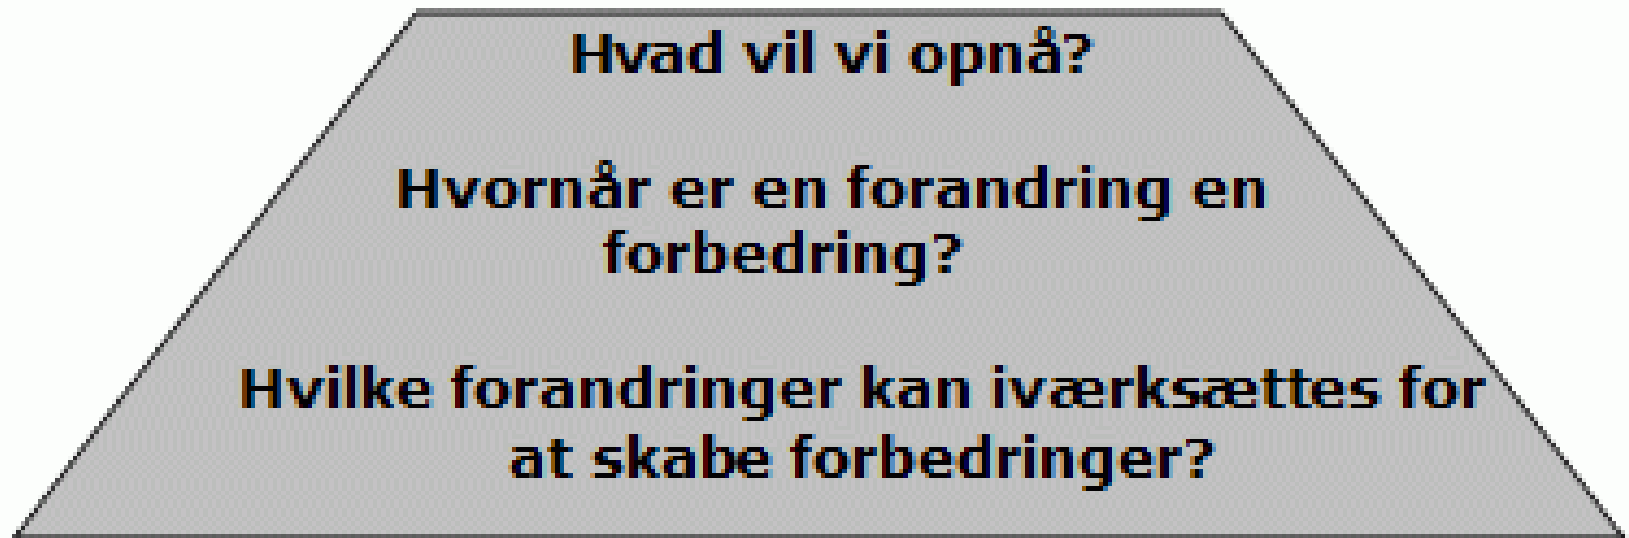 Hvad vil vi opnå?
Hvornår er en forandring en
forbedring?
Hvilke forandringer kan iværksættes for
at skabe forbedringer?